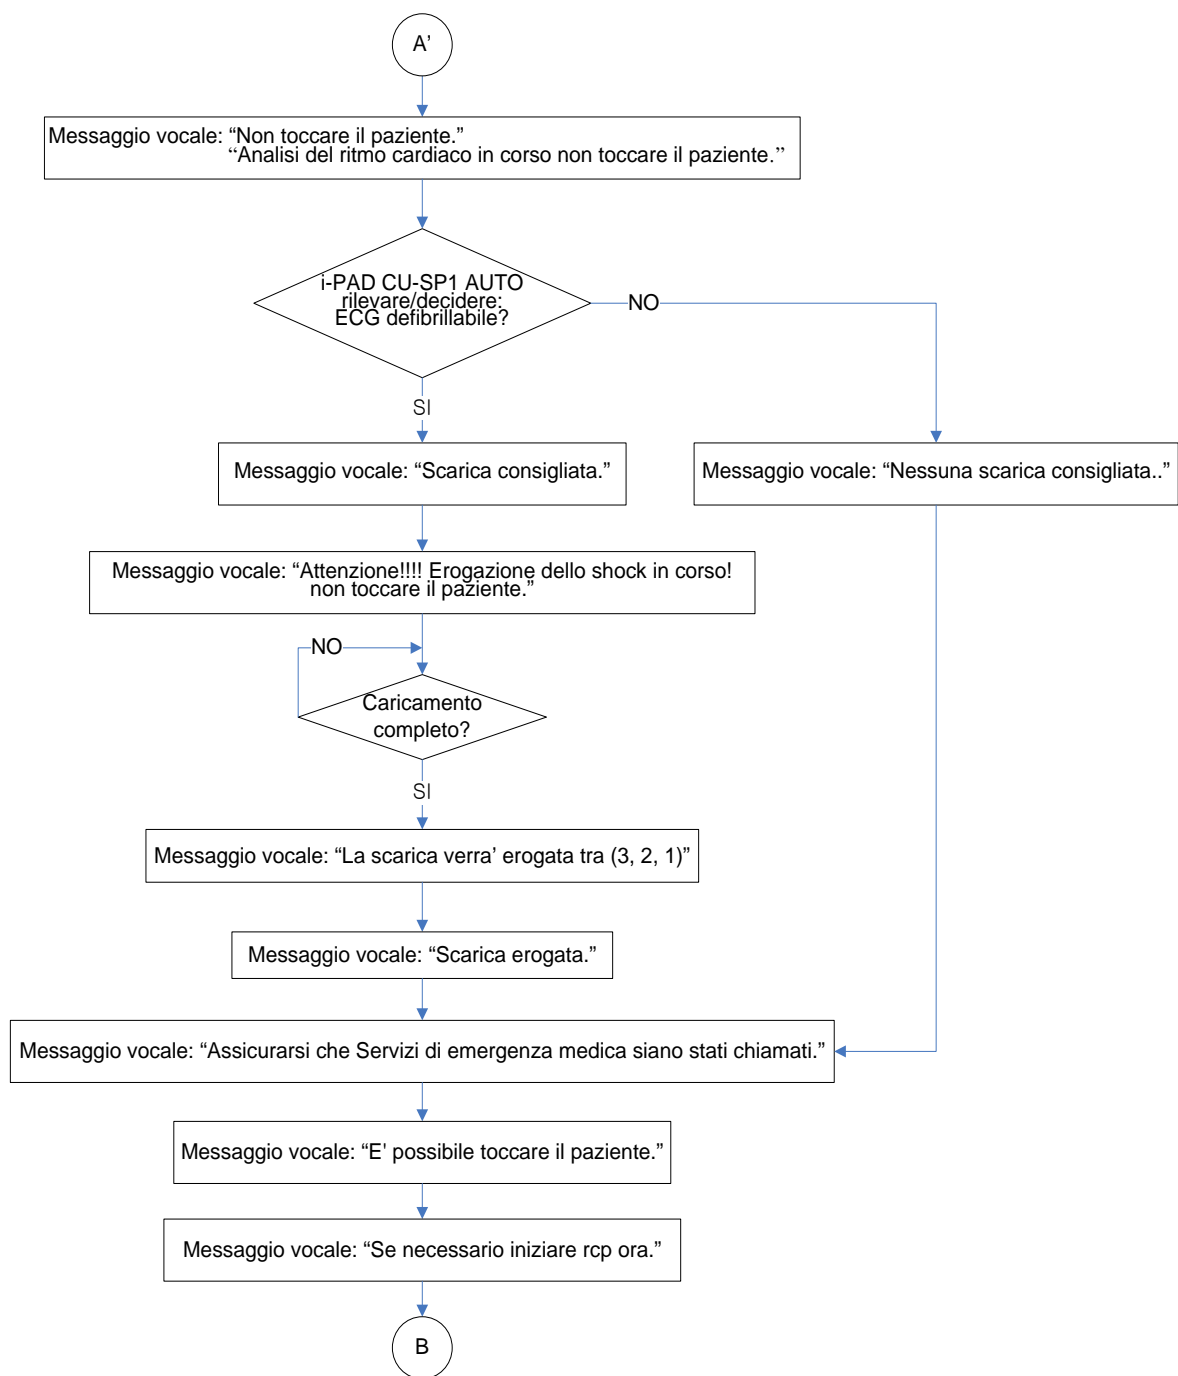 A’
Messaggio vocale: “Non toccare il paziente.”
“Analisi del ritmo cardiaco in corso non toccare il paziente.”
i-PAD CU-SP1 AUTO
rilevare/decidere:
ECG defibrillabile?
NO
SI
Messaggio vocale: “Scarica consigliata.”
Messaggio vocale: “Nessuna scarica consigliata..”
Messaggio vocale: “Attenzione!!!! Erogazione dello shock in corso!
non toccare il paziente.”
NO
Caricamento
completo?
SI
Messaggio vocale: “La scarica verra’ erogata tra (3, 2, 1)”
Messaggio vocale: “Scarica erogata.”
Messaggio vocale: “Assicurarsi che Servizi di emergenza medica siano stati chiamati.”
Messaggio vocale: “E' possibile toccare il paziente.”
Messaggio vocale: “Se necessario iniziare rcp ora.”
B